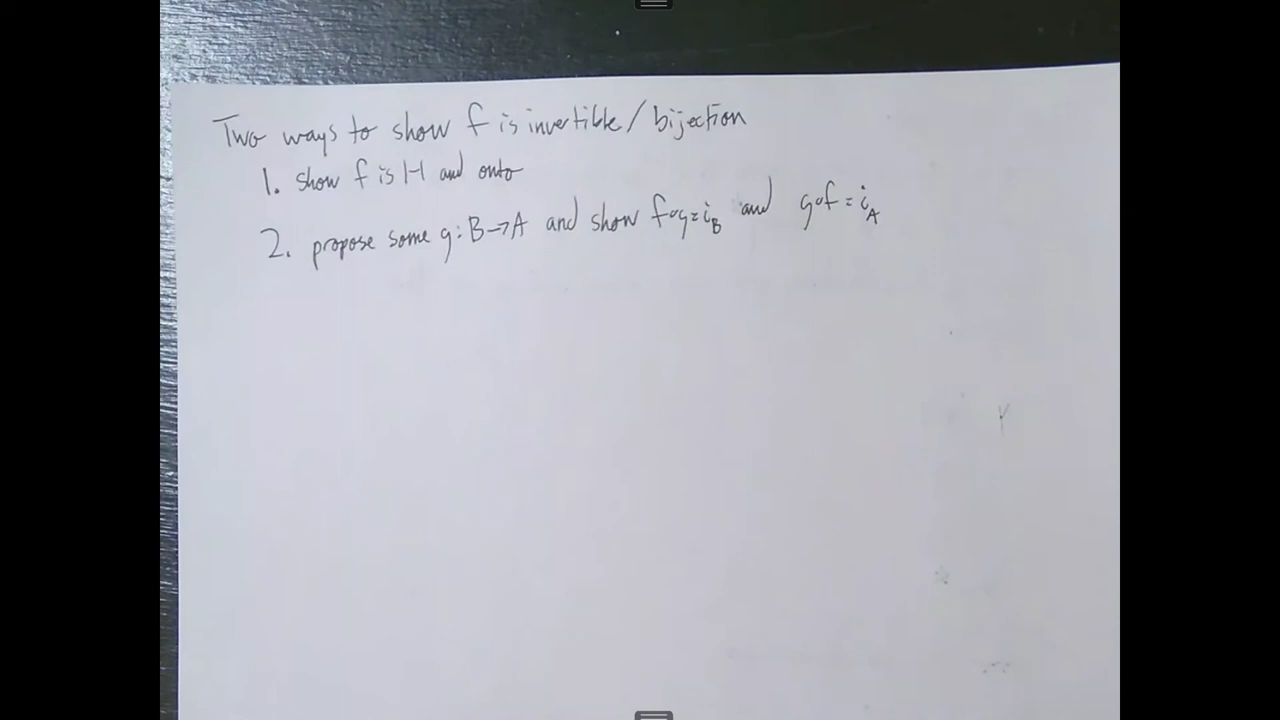 Two ways to show f is invertible/bijection
1. show f is 1-1 and onto
2. propose some g: B→A and show f∘g = i_B and g∘f = i_A